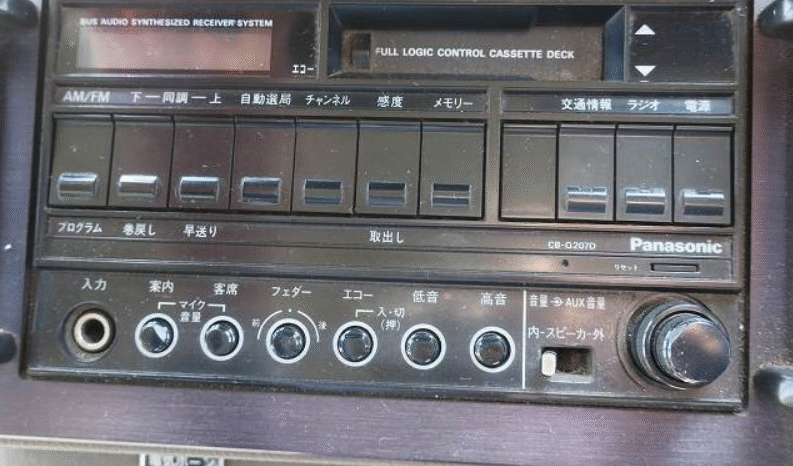 BUS AUDIO SYNTHESIZED RECEIVER SYSTEM
エコー
FULL LOGIC CONTROL CASSETTE DECK
AM/FM 下ー同調ー上 自動選局 チャンネル 感度 メモリー 交通情報 ラジオ 電源
プログラム 巻戻し 早送り 取出し
CB-Q207D Panasonic
リセット
入力 案内 客席 フェダー エコー 低音 高音
マイク
音量
前 後
入・切
(押)
音量 AUX音量
内-スピーカー外